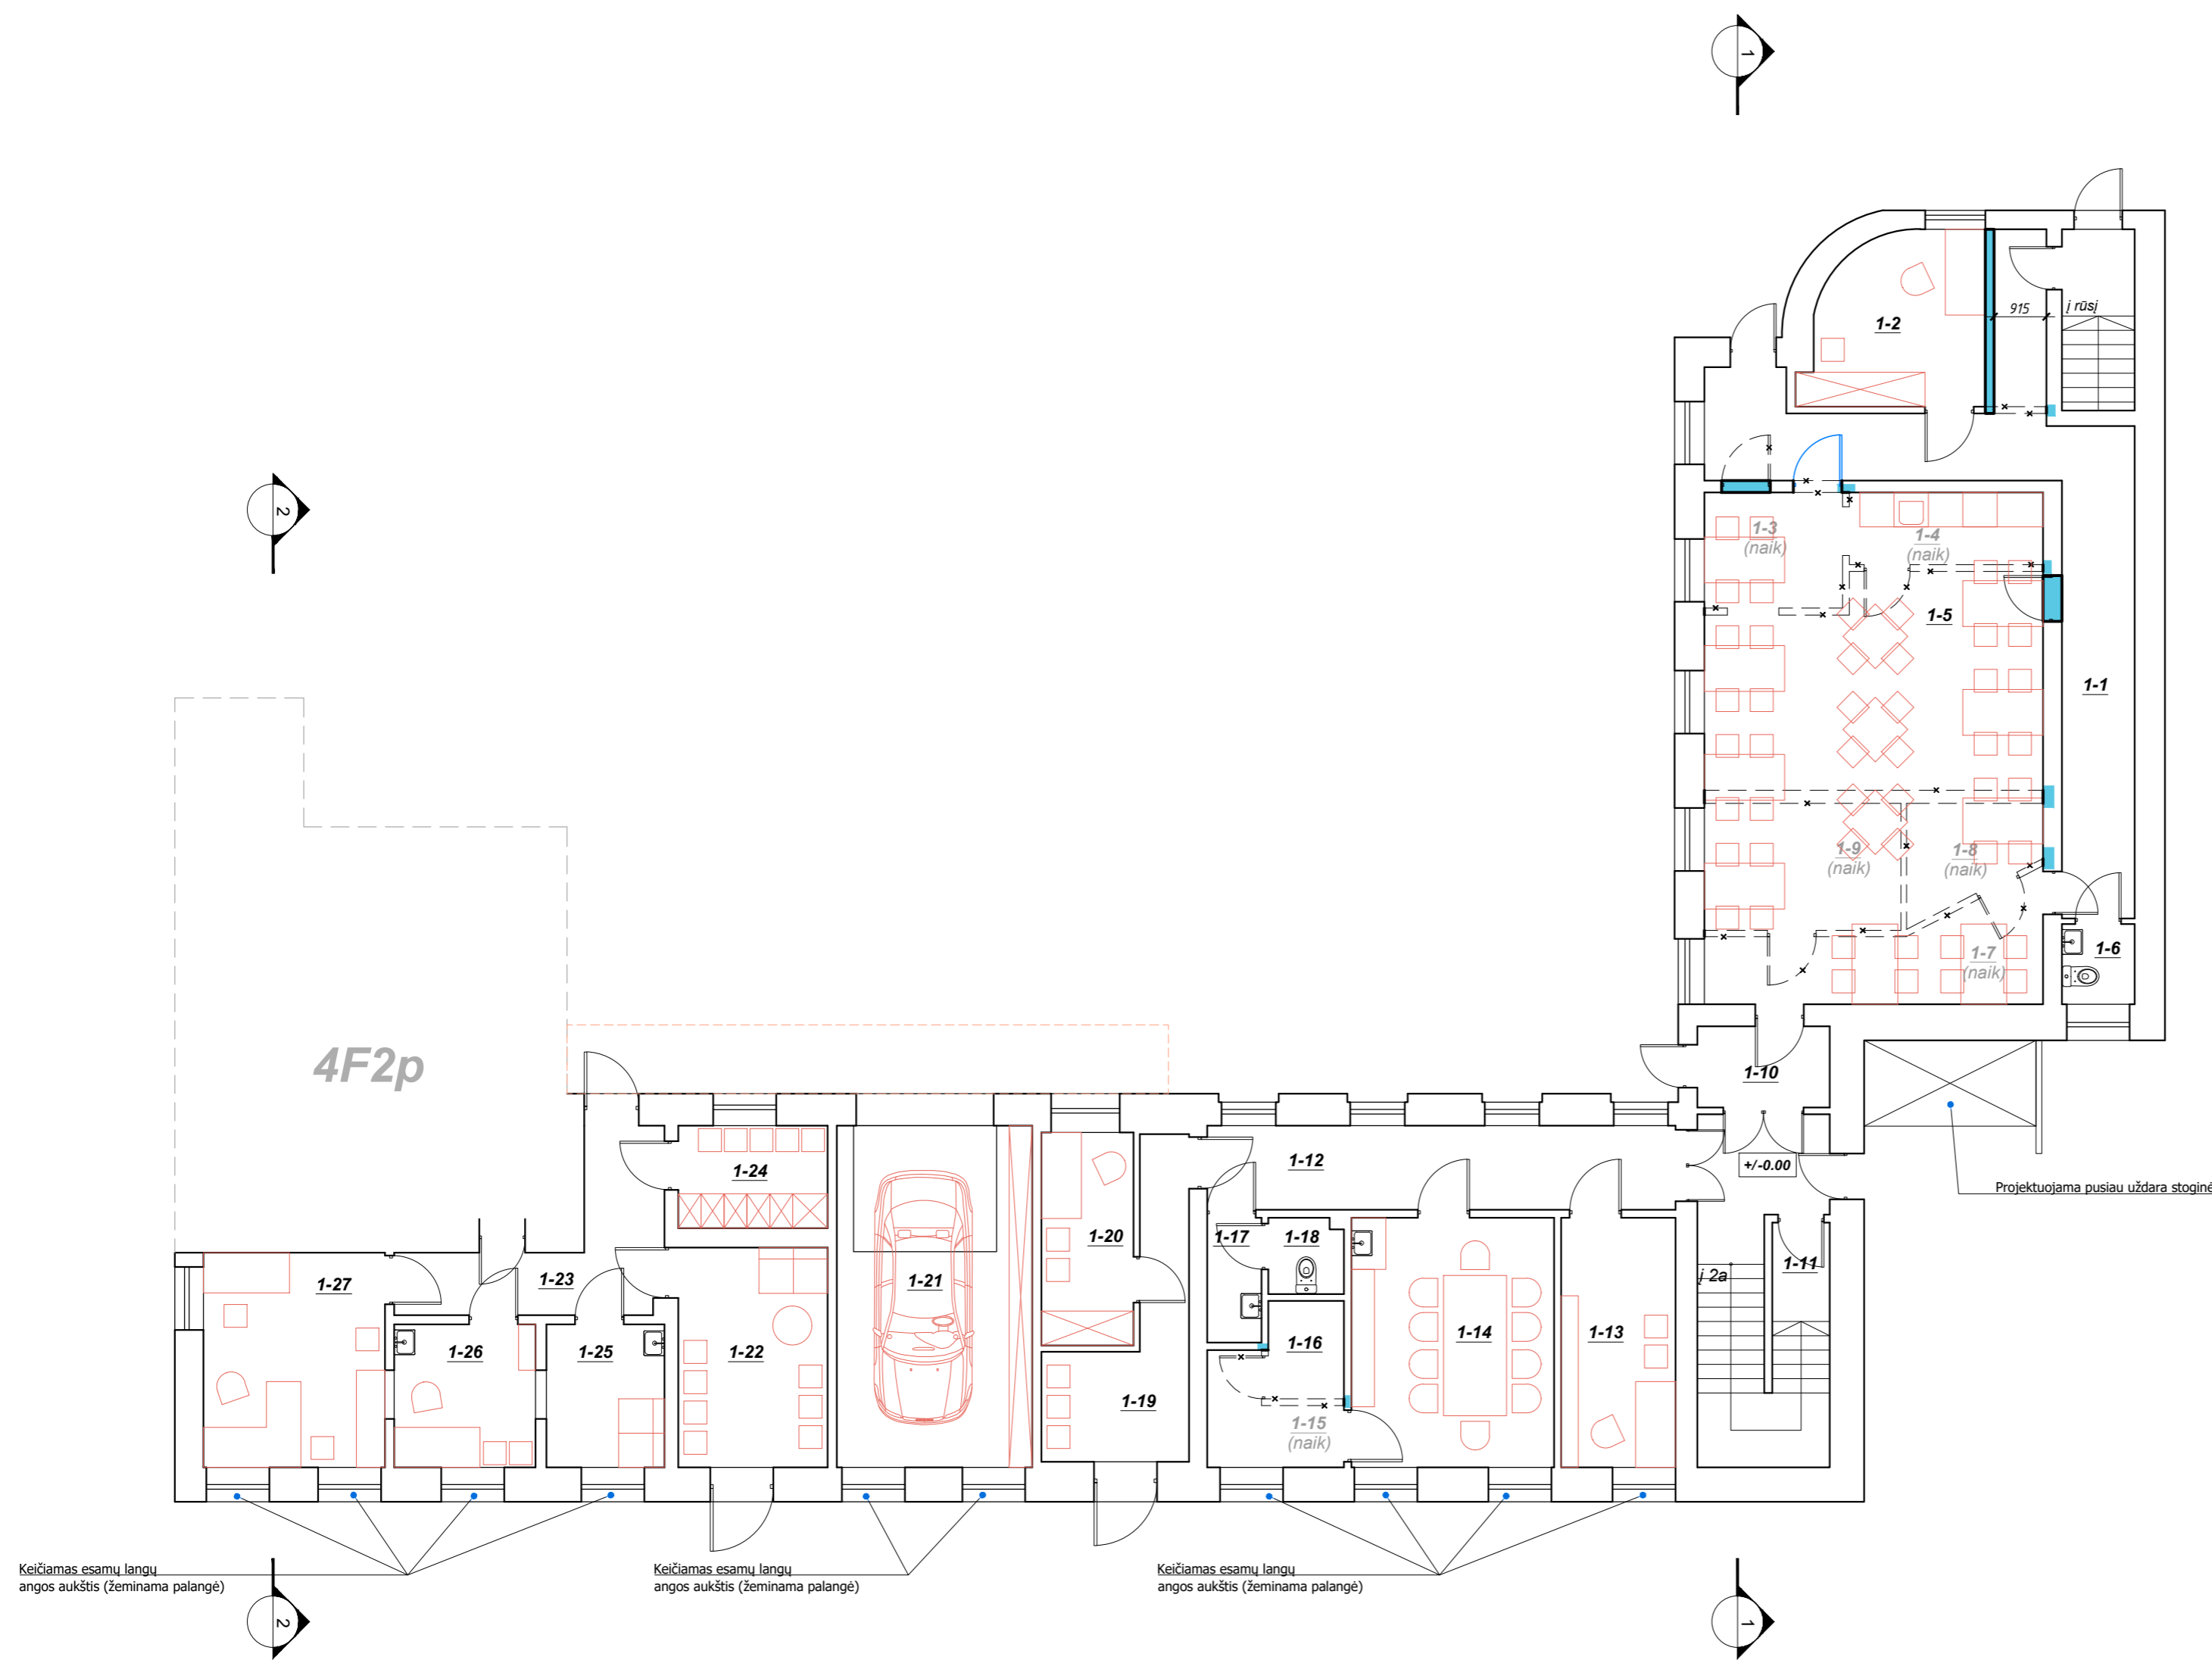 1
2
į rūsį
915
1-2
1-3
(naik)
1-4
(naik)
1-5
1-1
1-9
(naik)
1-8
(naik)
1-7
(naik)
1-6
4F2p
1-10
1-12
+/-0.00
Projektuojama pusiau uždara stoginė
1-24
1-20
1-17
1-18
1-11
į 2a
1-27
1-23
1-21
1-26
1-25
1-22
1-16
1-14
1-13
1-19
1-15
(naik)
Keičiamas esamų langų
angos aukštis (žeminama palangė)
Keičiamas esamų langų
angos aukštis (žeminama palangė)
Keičiamas esamų langų
angos aukštis (žeminama palangė)
2
1